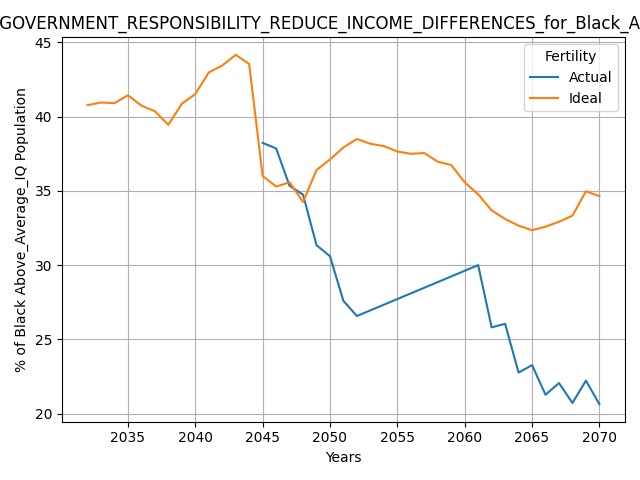 GOVERNMENT_RESPONSIBILITY_REDUCE_INCOME_DIFFERENCES_for_Black_A
45
40
35
30
25
20
% of Black Above_Average_IQ Population
Fertility
Actual
Ideal
2035 2040 2045 2050 2055 2060 2065 2070
Years